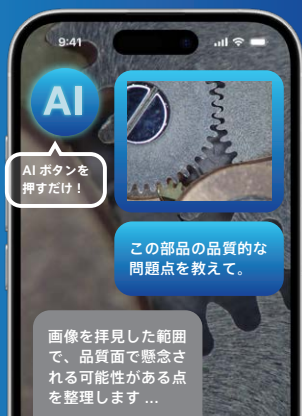 9:41
AI
AI ボタンを
押すだけ！
この部品の品質的な
問題点を教えて。
画像を拝見した範囲
で、品質面で懸念さ
れる可能性がある点
を整理します ...